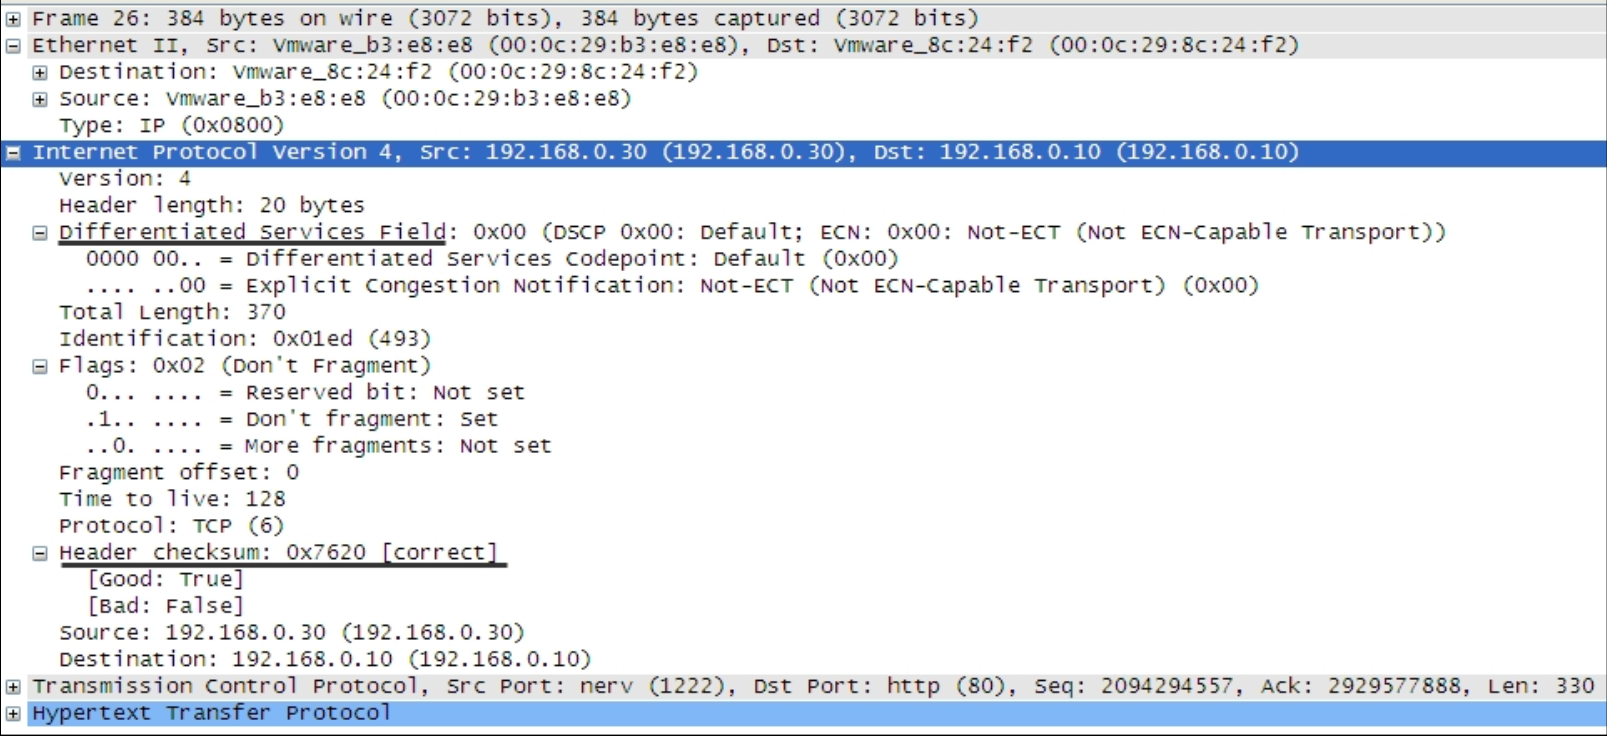 Frame 26: 384 bytes on wire (3072 bits), 384 bytes captured (3072 bits)
Ethernet II, Src: Vmware_b3:e8:e8 (00:0c:29:b3:e8:e8), Dst: Vmware_8c:24:f2 (00:0c:29:8c:24:f2)
Destination: Vmware_8c:24:f2 (00:0c:29:8c:24:f2)
Source: Vmware_b3:e8:e8 (00:0c:29:b3:e8:e8)
Type: IP (0x0800)
Internet Protocol Version 4, Src: 192.168.0.30 (192.168.0.30), Dst: 192.168.0.10 (192.168.0.10)
Version: 4
Header length: 20 bytes
Differentiated Services Field: 0x00 (DSCP 0x00: Default; ECN: 0x00: Not-ECT (Not ECN-Capable Transport))
0000 00.. = Differentiated Services Codepoint: Default (0x00)
.... ..00 = Explicit Congestion Notification: Not-ECT (Not ECN-Capable Transport) (0x00)
Total Length: 370
Identification: 0x01ed (493)
Flags: 0x02 (Don't Fragment)
0... .... = Reserved bit: Not set
.1.. .... = Don't fragment: Set
..0. .... = More fragments: Not set
Fragment offset: 0
Time to live: 128
Protocol: TCP (6)
Header checksum: 0x7620 [correct]
[Good: True]
[Bad: False]
Source: 192.168.0.30 (192.168.0.30)
Destination: 192.168.0.10 (192.168.0.10)
Transmission Control Protocol, Src Port: nerv (1222), Dst Port: http (80), Seq: 2094294557, Ack: 2929577888, Len: 330
Hypertext Transfer Protocol